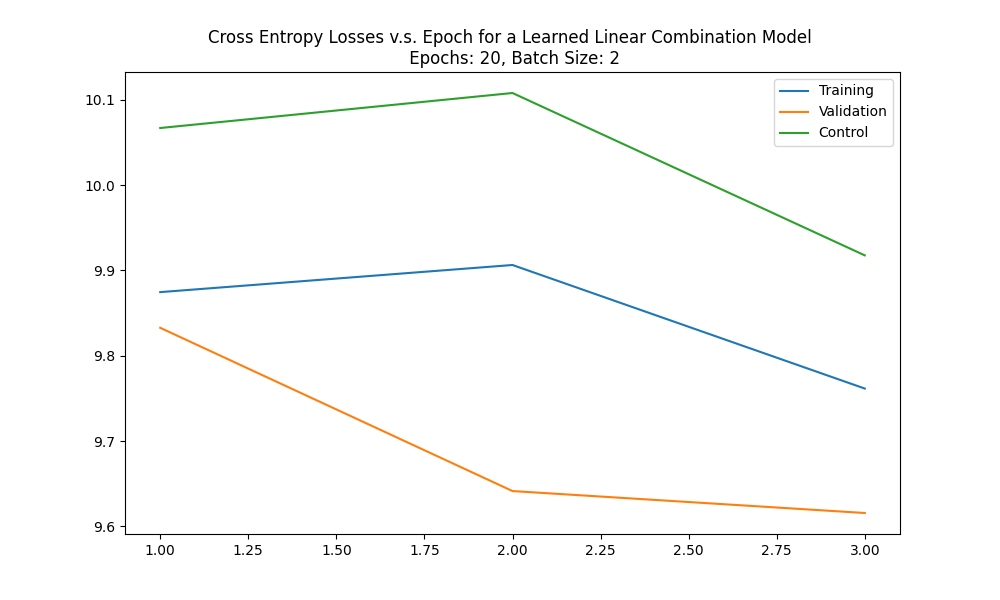 Cross Entropy Losses v.s. Epoch for a Learned Linear Combination Model
Epochs: 20, Batch Size: 2
Training
Validation
Control
10.1
10.0
9.9
9.8
9.7
9.6
1.00 1.25 1.50 1.75 2.00 2.25 2.50 2.75 3.00